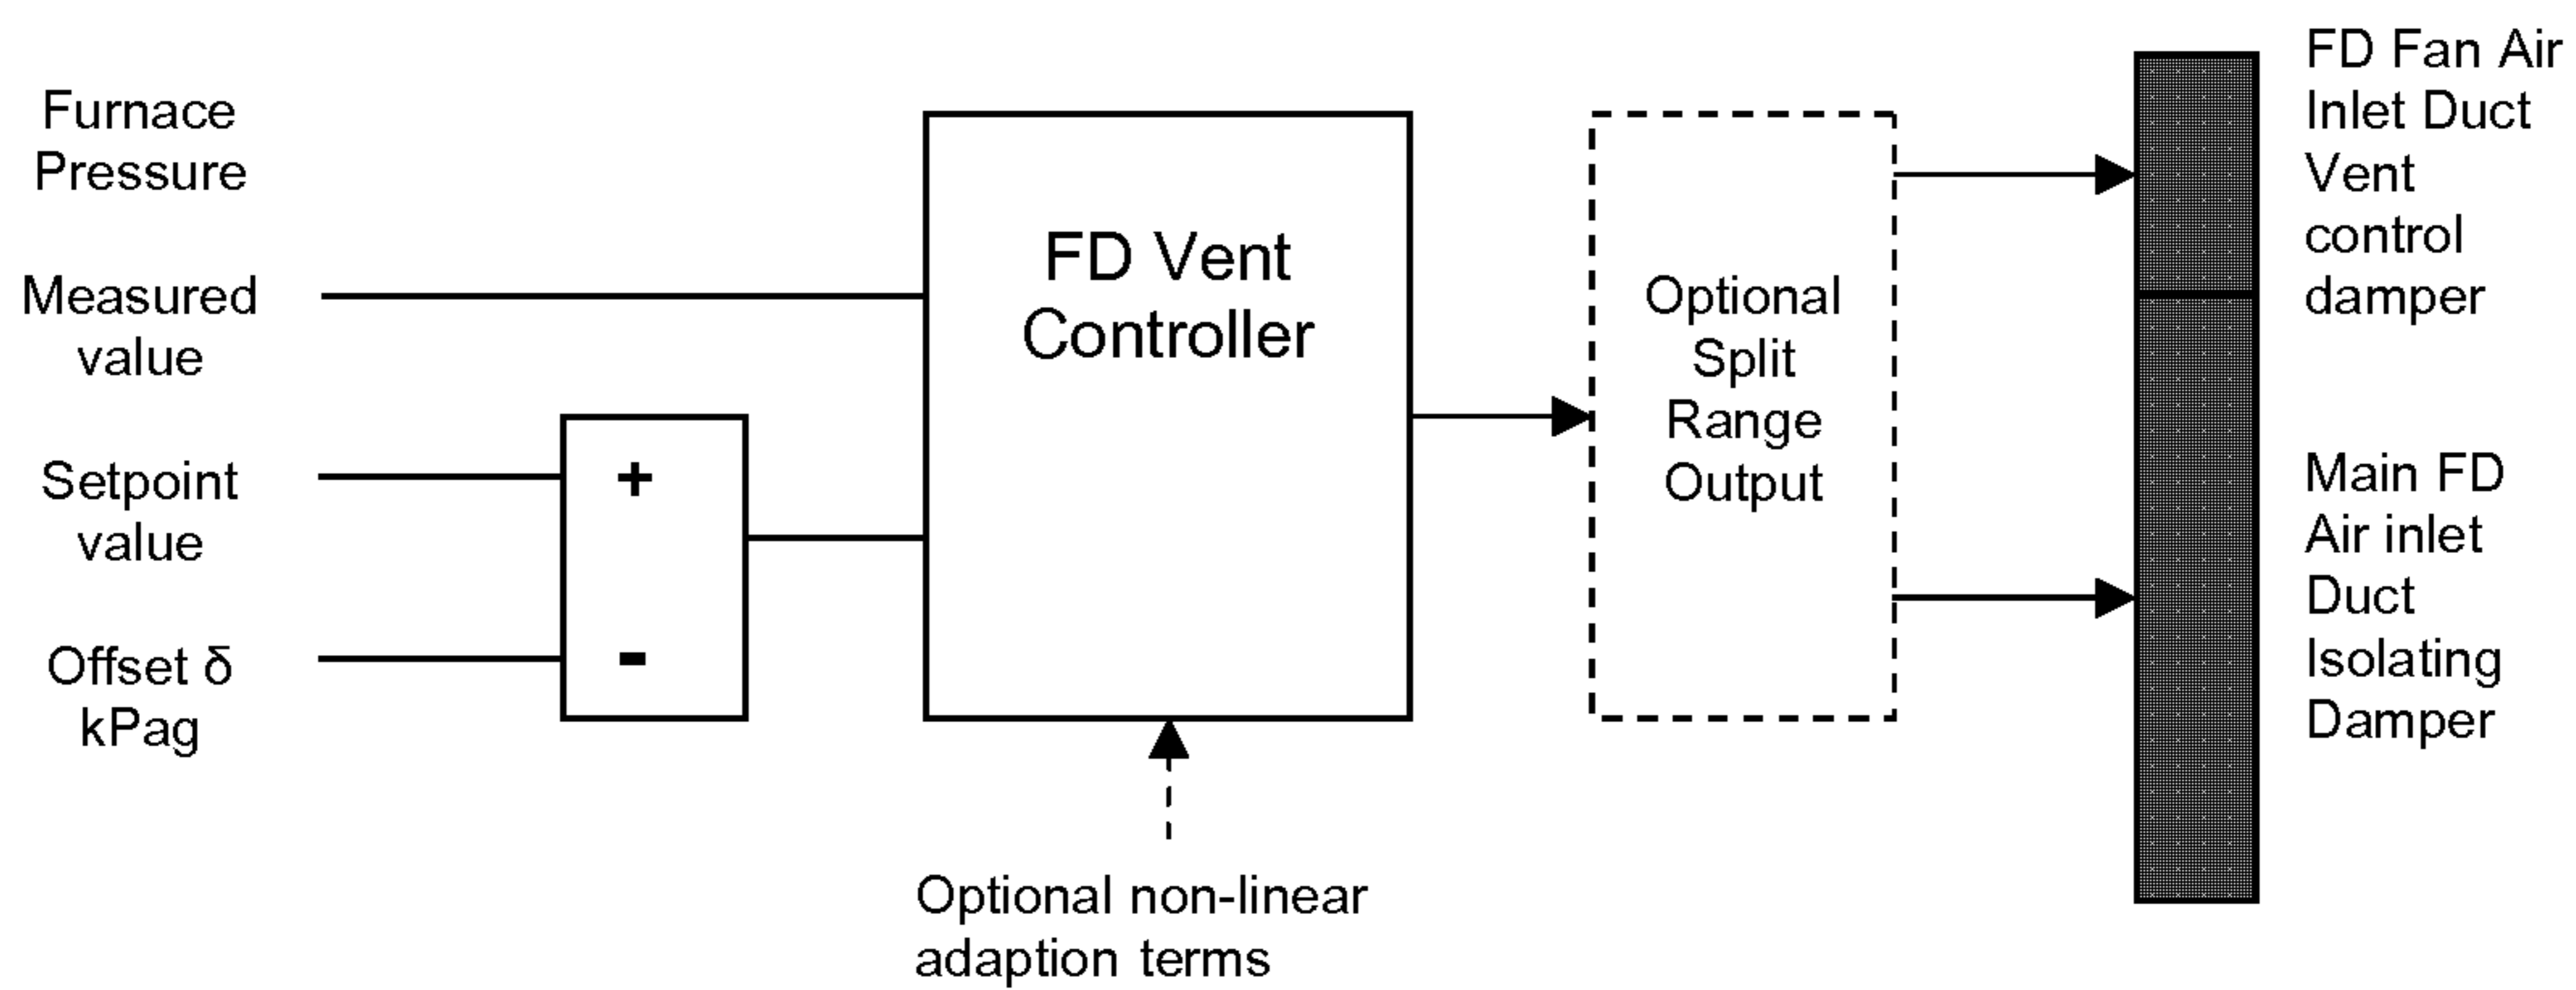 Furnace
Pressure
Measured
value
Setpoint
value
Offset δ
kPag
+
-
FD Vent
Controller
Optional non-linear
adaption terms
Optional
Split
Range
Output
FD Fan Air
Inlet Duct
Vent
control
damper
Main FD
Air inlet
Duct
Isolating
Damper